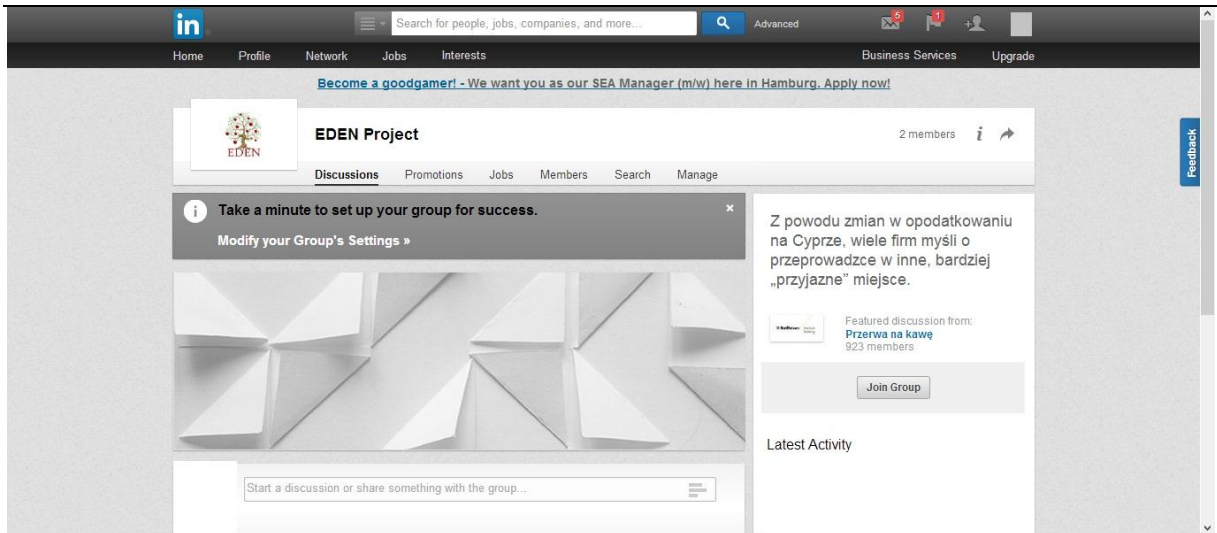 in
Search for people, jobs, companies, and more...
Advanced
5
1
Home Profile Network Jobs Interests Business Services Upgrade
Become a goodgamer! - We want you as our SEA Manager (m/w) here in Hamburg. Apply now!
Feedback
EDEN
EDEN Project
2 members
Discussions Promotions Jobs Members Search Manage
Take a minute to set up your group for success.
Modify your Group's Settings »
Start a discussion or share something with the group...
Z powodu zmian w opodatkowaniu
na Cyprze, wiele firm myśli o
przeprowadzce w inne, bardziej
„przyjazne” miejsce.
Featured discussion from:
Przerwa na kawę
923 members
Join Group
Latest Activity